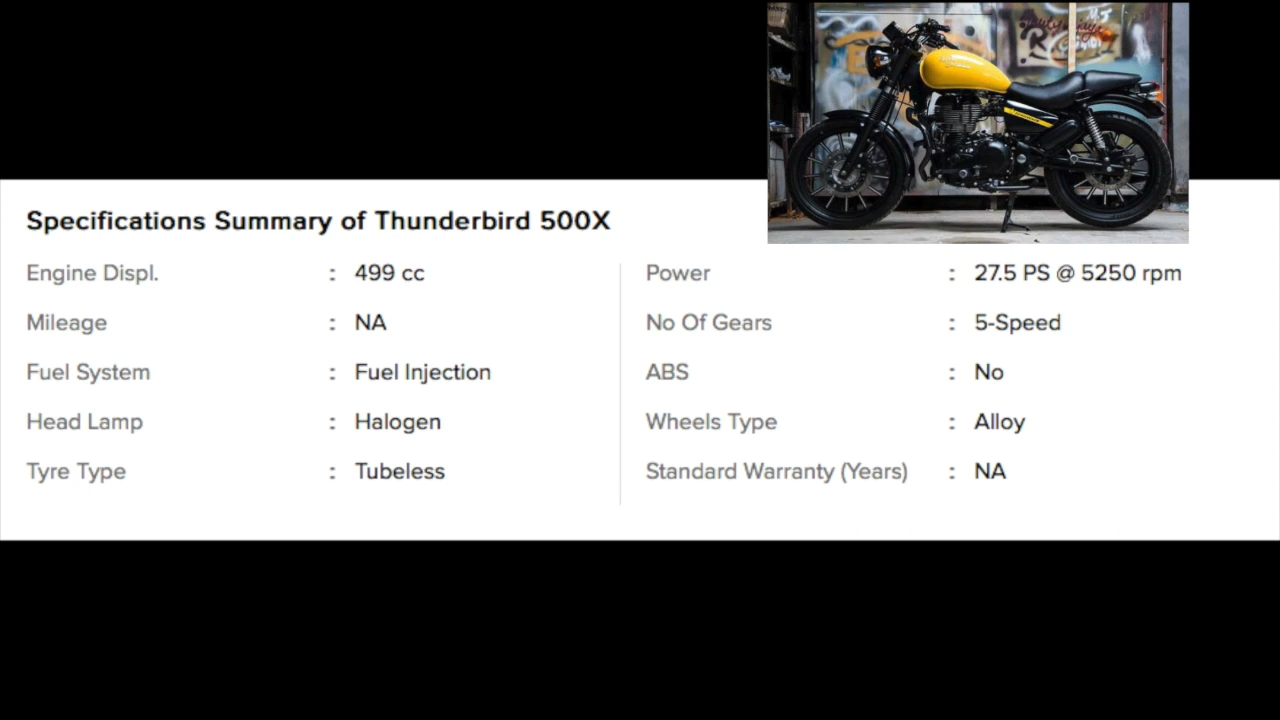 Specifications Summary of Thunderbird 500X
Engine Displ. : 499 cc
Mileage : NA
Fuel System : Fuel Injection
Head Lamp : Halogen
Tyre Type : Tubeless
Power : 27.5 PS @ 5250 rpm
No Of Gears : 5-Speed
ABS : No
Wheels Type : Alloy
Standard Warranty (Years) : NA